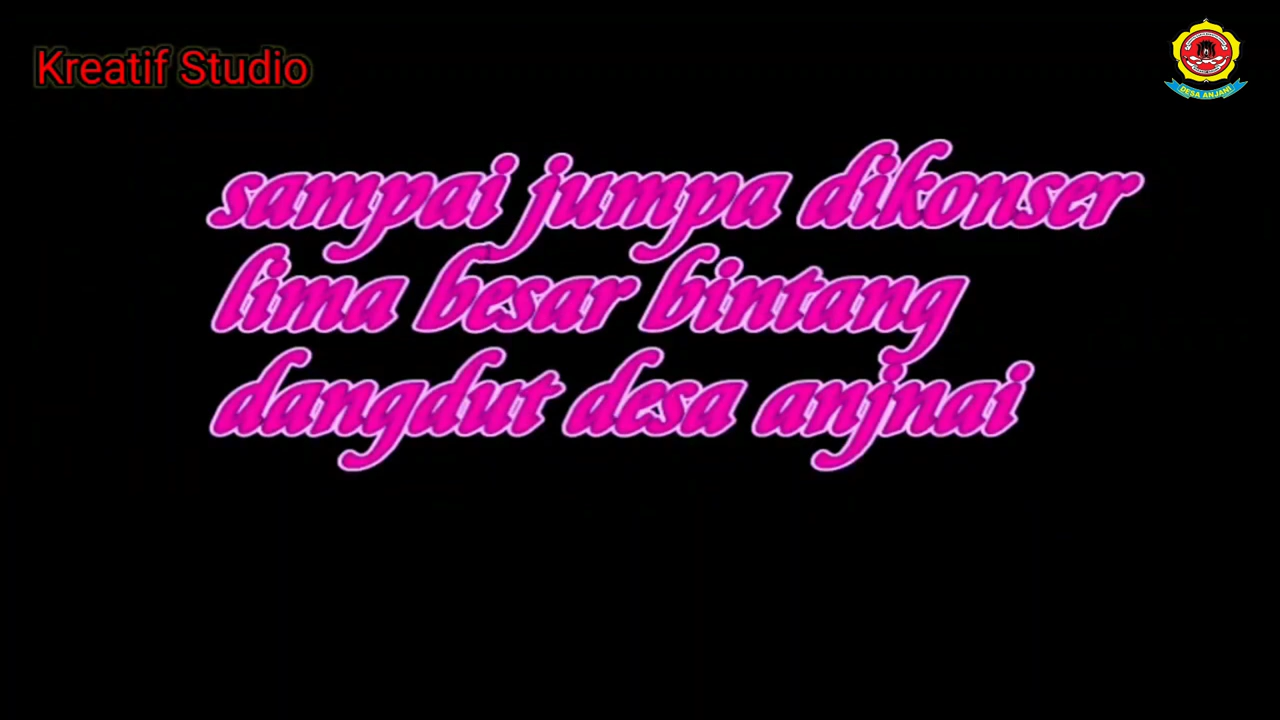 Kreatif Studio
DESA ANJANI
sampai jumpa dikonser
lima besar bintang
dangdut desa anjnai